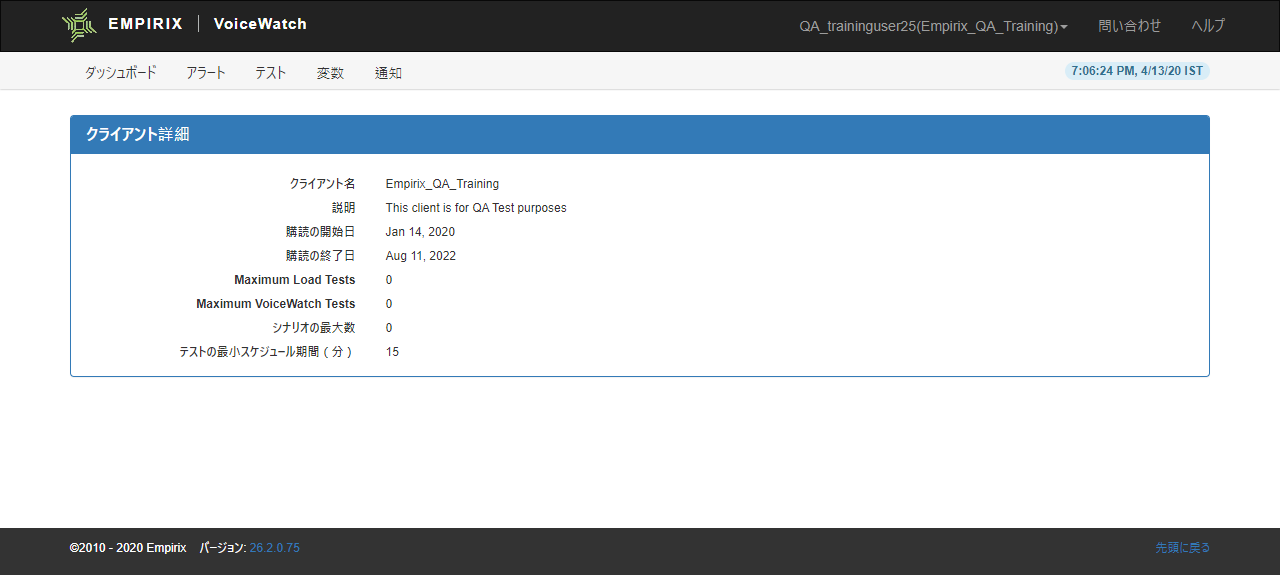 EMPIRIX | VoiceWatch
QA_traininguser25(Empirix_QA_Training) 問い合わせ ヘルプ
ダッシュボード アラート テスト 変数 通知 7:06:24 PM, 4/13/20 IST
クライアント詳細
クライアント名 Empirix_QA_Training
説明 This client is for QA Test purposes
購読の開始日 Jan 14, 2020
購読の終了日 Aug 11, 2022
Maximum Load Tests 0
Maximum VoiceWatch Tests 0
シナリオの最大数 0
テストの最小スケジュール期間 ( 分 ) 15
©2010 - 2020 Empirix バージョン: 26.2.0.75 先頭に戻る